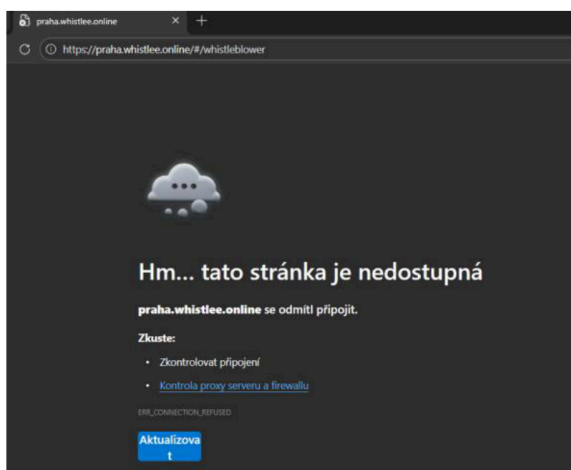 praha.whistlee.online
https://praha.whistlee.online/#/whistleblower
Hm... tato stránka je nedostupná
praha.whistlee.online se odmítl připojit.
Zkuste:
• Zkontrolovat připojení
• Kontrola proxy serveru a firewallu
ERR_CONNECTION_REFUSED
Aktualizova
t